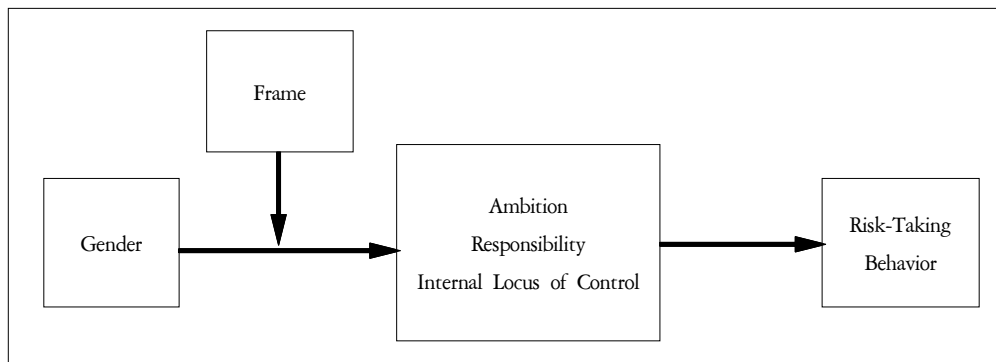 Frame
Gender
Ambition
Responsibility
Internal Locus of Control
Risk-Taking
Behavior